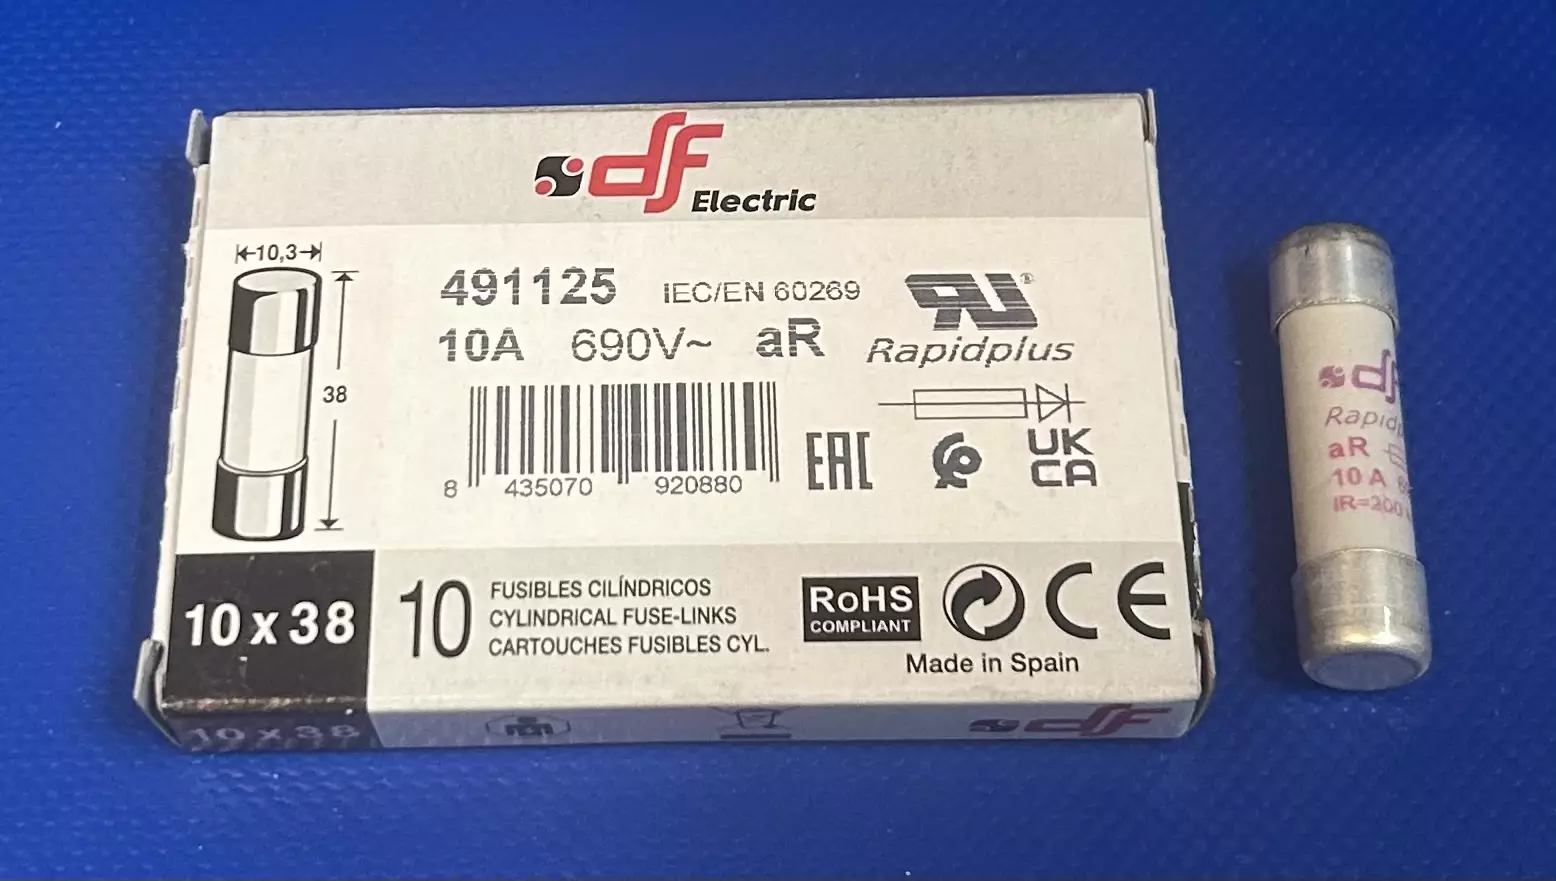 df Electric
10,3
38
491125 IEC/EN 60269
10A 690V~ aR Rapidplus
8 435070 920880
EAC
UK
CA
10 x 38
10
FUSIBLES CILÍNDRICOS
CYLINDRICAL FUSE-LINKS
CARTOUCHES FUSIBLES CYL.
RoHS
COMPLIANT
CE
Made in Spain
10 x 38
df
df
aR
10 A